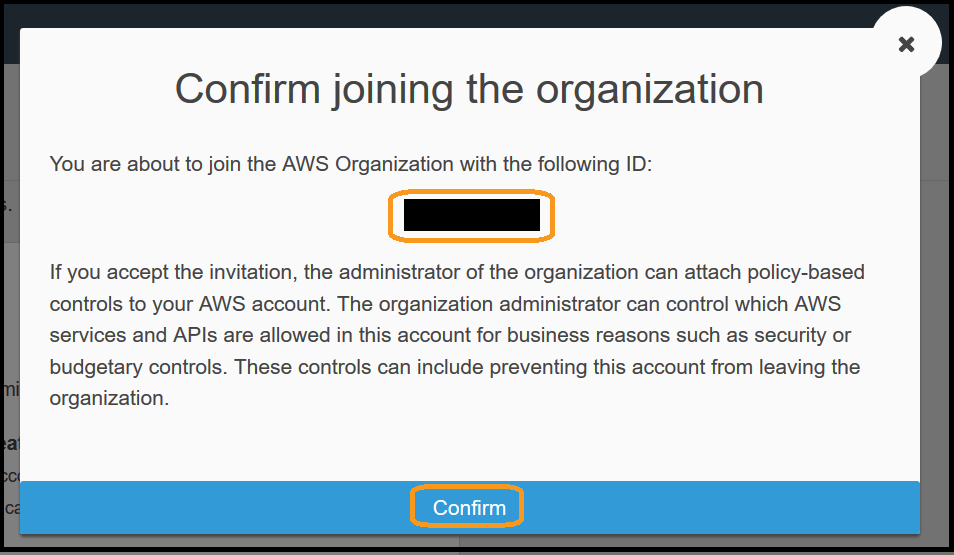 Confirm joining the organization
You are about to join the AWS Organization with the following ID:
If you accept the invitation, the administrator of the organization can attach policy-based
controls to your AWS account. The organization administrator can control which AWS
services and APIs are allowed in this account for business reasons such as security or
budgetary controls. These controls can include preventing this account from leaving the
organization.
Confirm